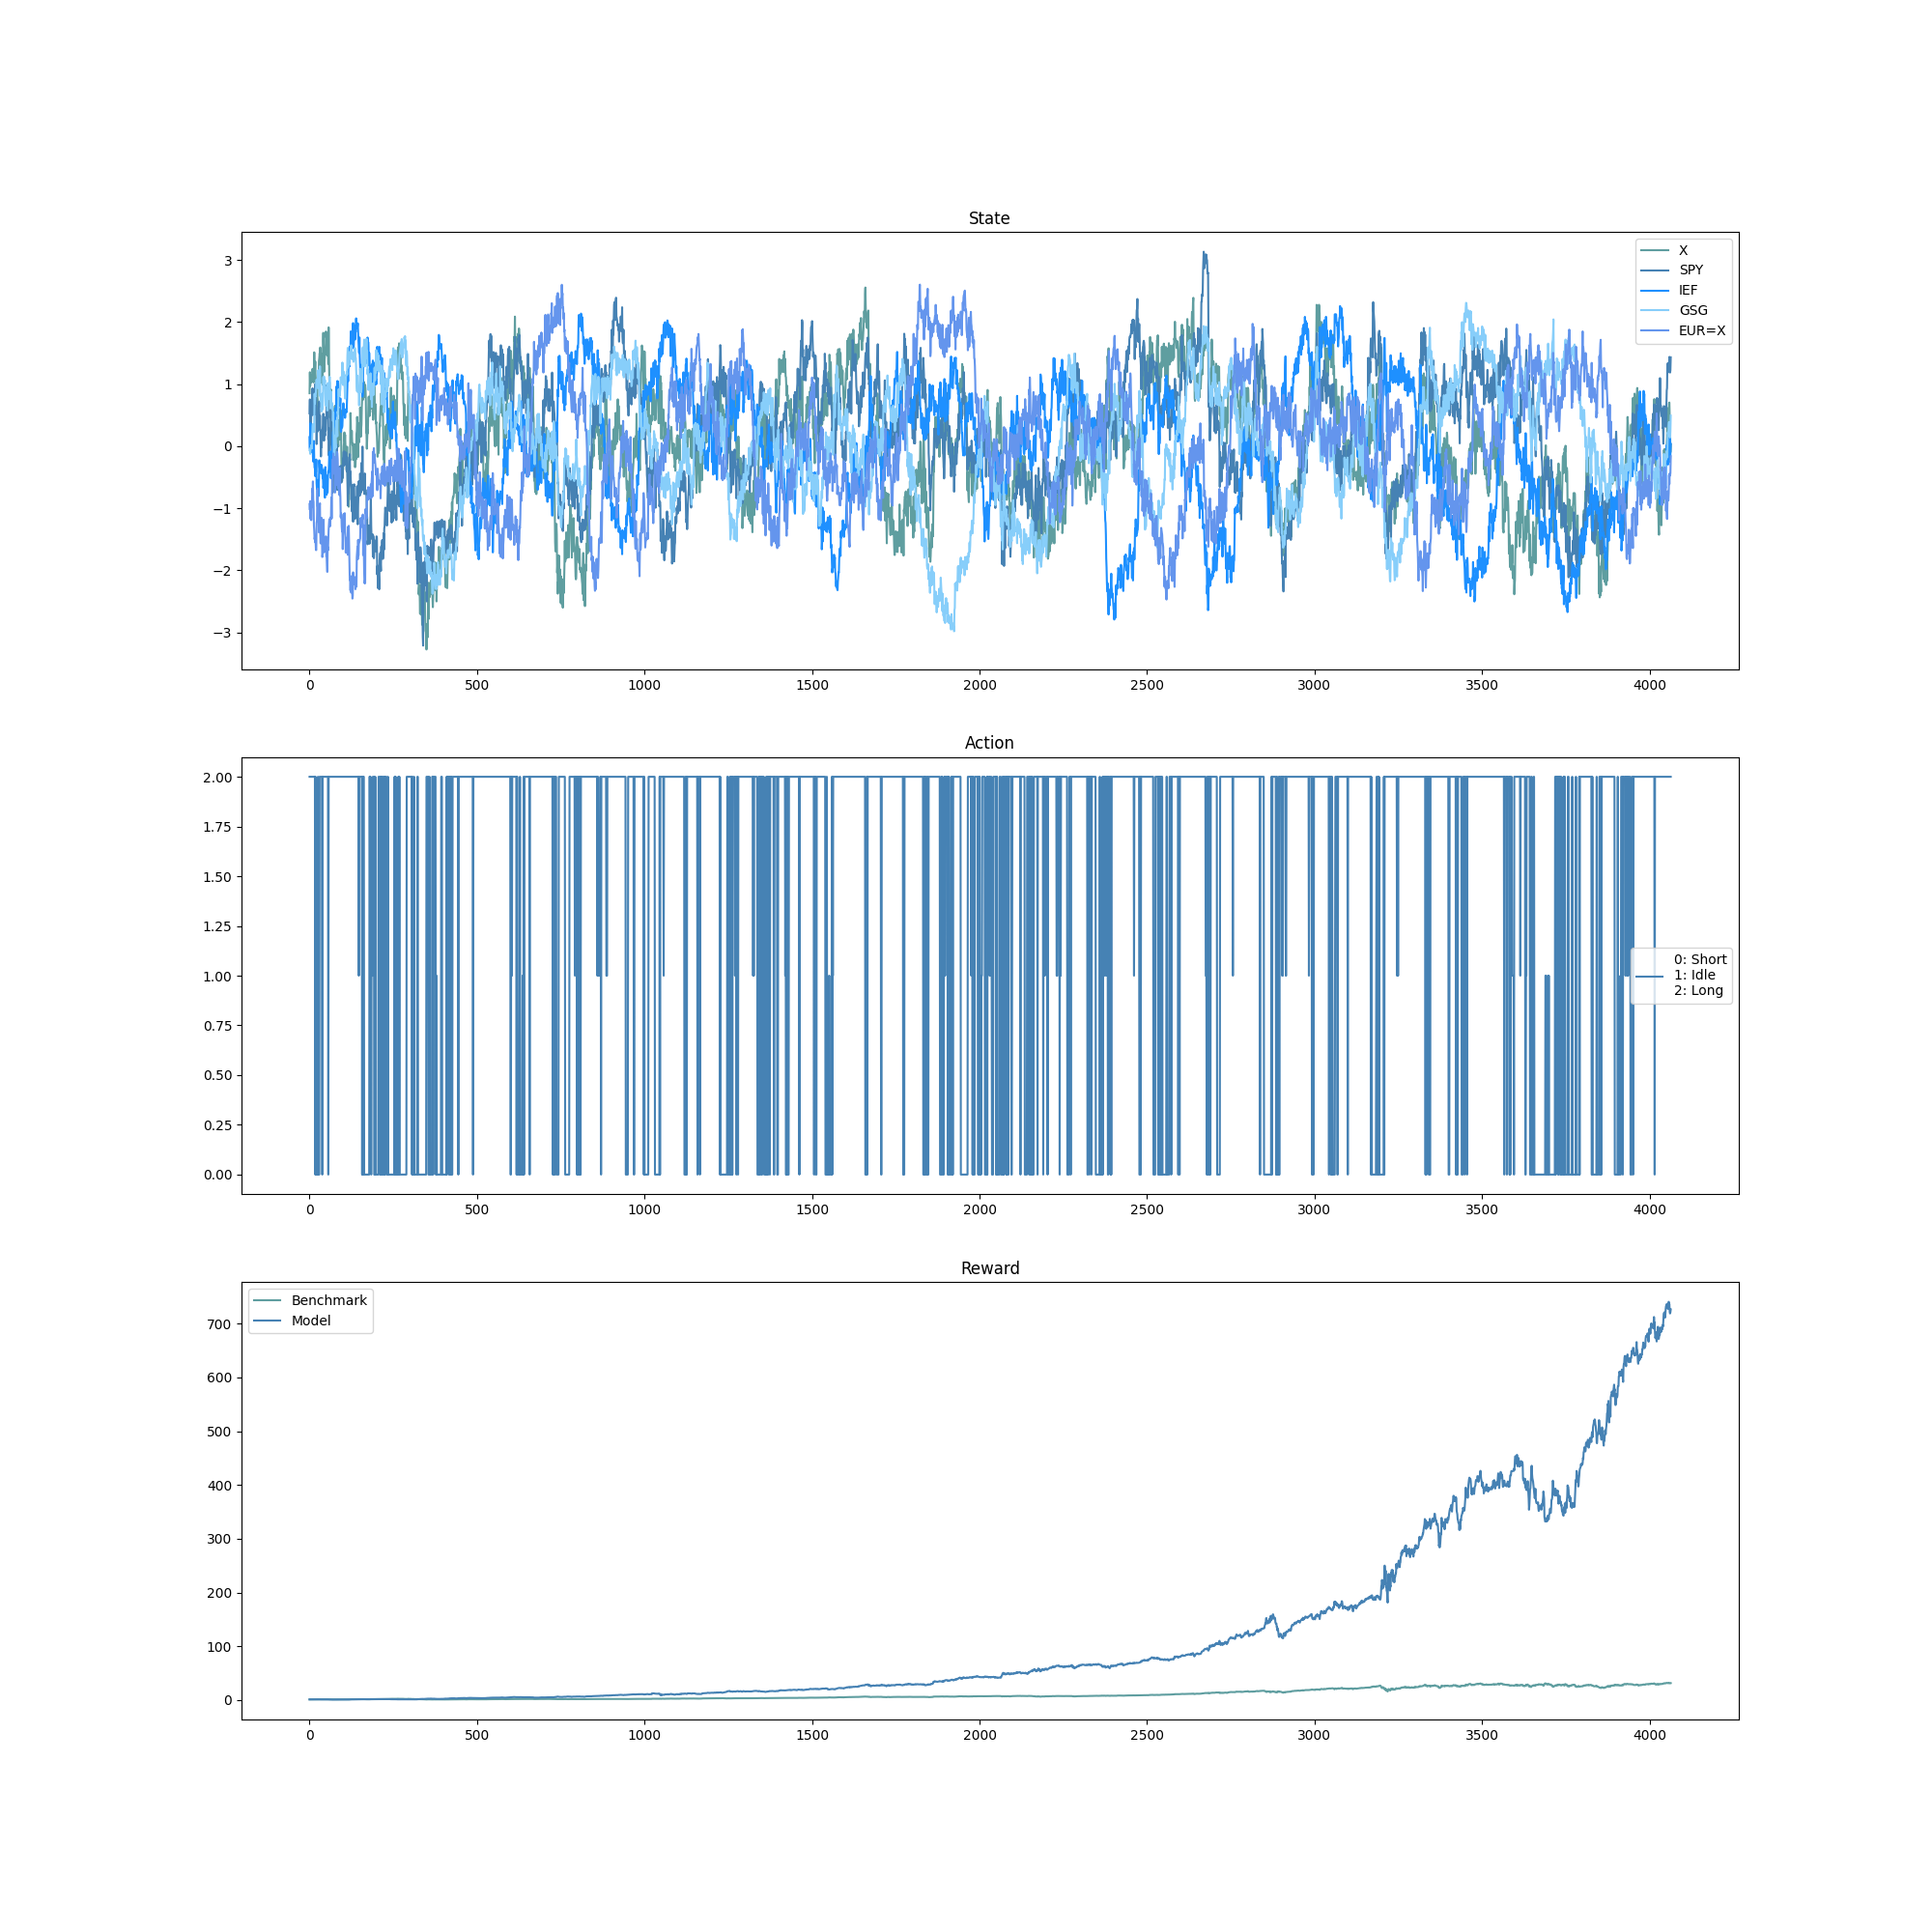 State
3
2
1
0
−1
−2
−3
X
SPY
IEF
GSG
EUR=X
0 500 1000 1500 2000 2500 3000 3500 4000
Action
2.00
1.75
1.50
1.25
1.00
0.75
0.50
0.25
0.00
0: Short
1: Idle
2: Long
0 500 1000 1500 2000 2500 3000 3500 4000
Reward
Benchmark
Model
700
600
500
400
300
200
100
0
0 500 1000 1500 2000 2500 3000 3500 4000